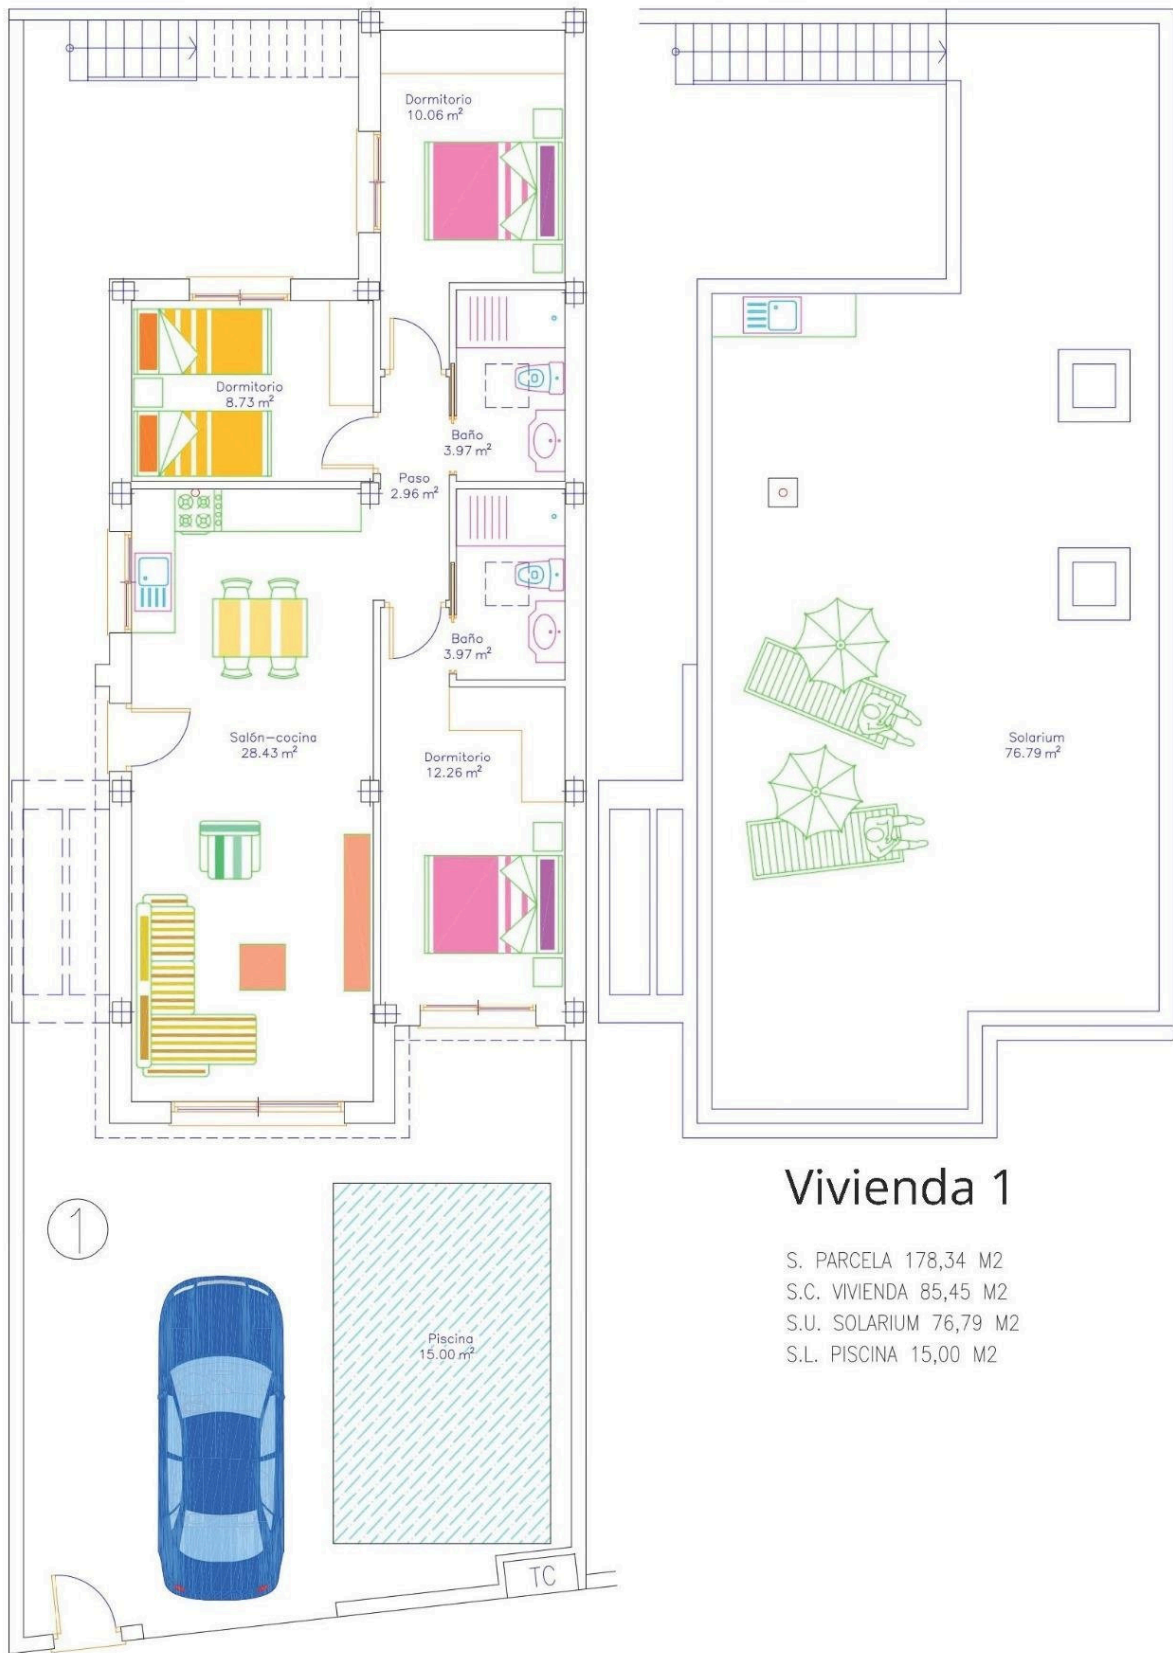 Dormitorio
10.06 m²
Dormitorio
8.73 m²
Baño
3.97 m²
Paso
2.96 m²
Baño
3.97 m²
Salón-cocina
28.43 m²
Dormitorio
12.26 m²
Solarium
76.79 m²
1
Piscina
15.00 m²
TC
Vivienda 1
S. PARCELA 178,34 M2
S.C. VIVIENDA 85,45 M2
S.U. SOLARIUM 76,79 M2
S.L. PISCINA 15,00 M2